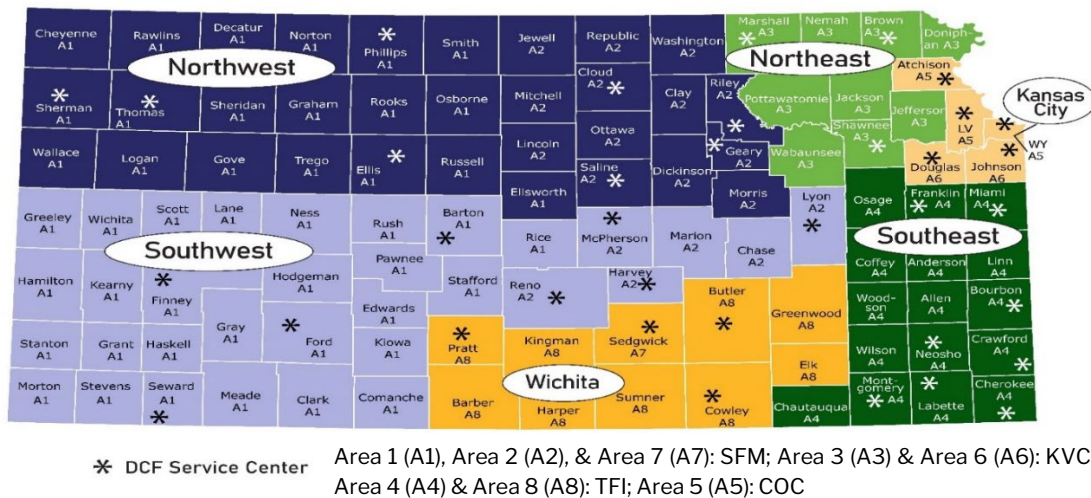 Cheyenne
A1
Rawlins
A1
Decatur
A1
Norton
A1
Phillips
A1
Smith
A1
Jewell
A2
Republic
A2
Washington
A2
Marshall
A3
Nemah
A3
Brown
A3
Doniph-
an A3
Northwest
Northeast
Atchison
A5
Kansas
City
Sherman
A1
Thomas
A1
Sheridan
A1
Graham
A1
Rooks
A1
Osborne
A1
Mitchell
A2
Cloud
A2
Clay
A2
Riley
A2
Pottawatomie
A3
Jackson
A3
Jefferson
A3
LV
A5
WY
A5
Wallace
A1
Logan
A1
Gove
A1
Trego
A1
Ellis
A1
Russell
A1
Lincoln
A2
Ottawa
A2
Saline
A2
Dickinson
A2
Geary
A2
Wabaunsee
A3
Shawnee
A3
Douglas
A6
Johnson
A6
Ellsworth
A1
Morris
A2
Greeley
A1
Wichita
A1
Scott
A1
Lane
A1
Ness
A1
Rush
A1
Barton
A1
Rice
A1
McPherson
A2
Marion
A2
Chase
A2
Lyon
A2
Osage
A4
Franklin
A4
Miami
A4
Southwest
Southeast
Hamilton
A1
Kearny
A1
Finney
A1
Hodgeman
A1
Pawnee
A1
Stafford
A1
Reno
A2
Harvey
A2
Butler
A8
Greenwood
A8
Coffey
A4
Anderson
A4
Linn
A4
Gray
A1
Ford
A1
Edwards
A1
Pratt
A8
Kingman
A8
Sedgwick
A7
Wood-
son
A4
Allen
A4
Bourbon
A4
Stanton
A1
Grant
A1
Haskell
A1
Kiowa
A1
Elk
A8
Wilson
A4
Neosho
A4
Crawford
A4
Wichita
Morton
A1
Stevens
A1
Seward
A1
Meade
A1
Clark
A1
Comanche
A1
Barber
A8
Harper
A8
Sumner
A8
Cowley
A8
Chautauqua
A4
Mont-
gomery
A4
Labette
A4
Cherokee
A4
* DCF Service Center
Area 1 (A1), Area 2 (A2), & Area 7 (A7): SFM; Area 3 (A3) & Area 6 (A6): KVC
Area 4 (A4) & Area 8 (A8): TFI; Area 5 (A5): COC